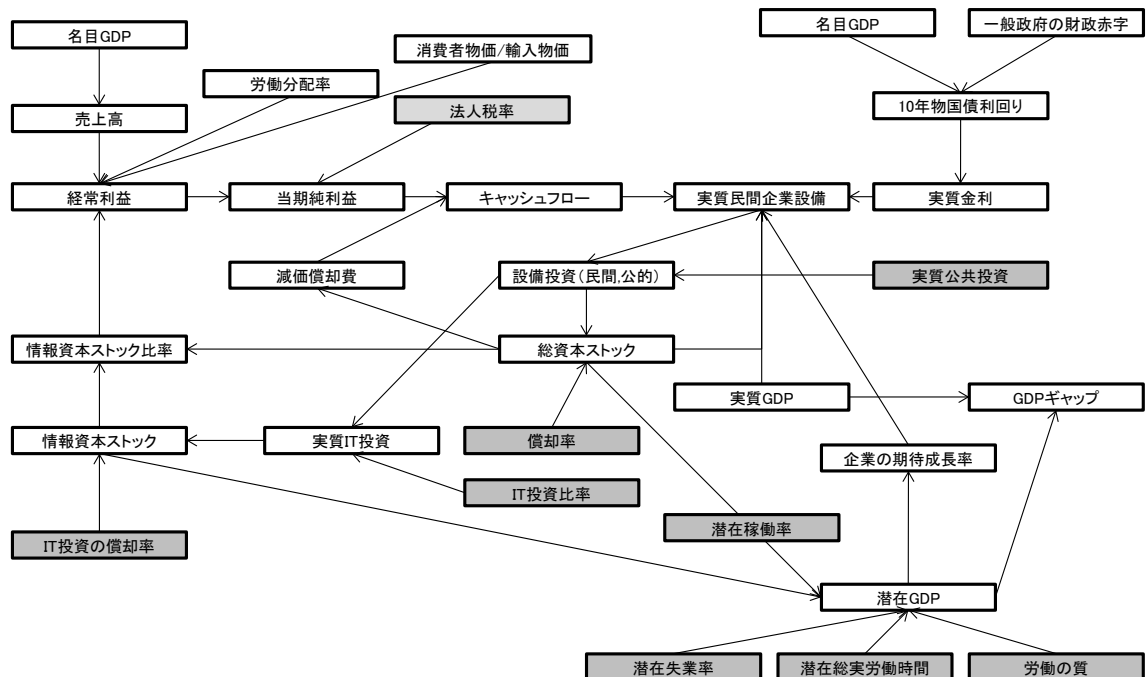 名目GDP
消費者物価/輸入物価
名目GDP
一般政府の財政赤字
労働分配率
売上高
法人税率
10年物国債利回り
経常利益
当期純利益
キャッシュフロー
実質民間企業設備
実質金利
減価償却費
設備投資(民間,公的)
実質公共投資
情報資本ストック比率
総資本ストック
実質GDP
GDPギャップ
情報資本ストック
実質IT投資
償却率
企業の期待成長率
IT投資比率
潜在稼働率
IT投資の償却率
潜在GDP
潜在失業率
潜在総実労働時間
労働の質